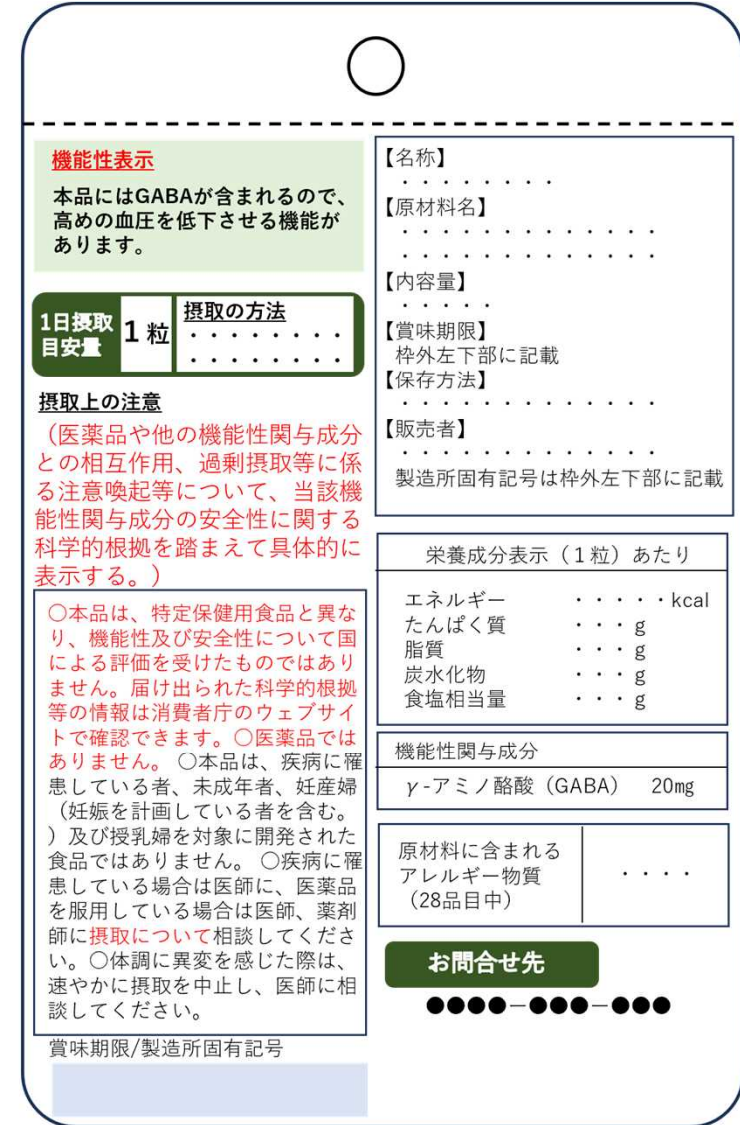 機能性表示
本品にはGABAが含まれるので、
高めの血圧を低下させる機能が
あります。
1日摂取
目安量
1粒
摂取の方法
・・・・・・・・
・・・・・・・・
摂取上の注意
（医薬品や他の機能性関与成分
との相互作用、過剰摂取等に係
る注意喚起等について、当該機
能性関与成分の安全性に関する
科学的根拠を踏まえて具体的に
表示する。）
○本品は、特定保健用食品と異な
り、機能性及び安全性について国
による評価を受けたものではあり
ません。届け出られた科学的根拠
等の情報は消費者庁のウェブサイ
トで確認できます。○医薬品では
ありません。 ○本品は、疾病に罹
患している者、未成年者、妊産婦
（妊娠を計画している者を含む。
）及び授乳婦を対象に開発された
食品ではありません。 ○疾病に罹
患している場合は医師に、医薬品
を服用している場合は医師、薬剤
師に摂取について相談してくださ
い。○体調に異変を感じた際は、
速やかに摂取を中止し、医師に相
談してください。
賞味期限/製造所固有記号
【名称】
・・・・・・・・
【原材料名】
・・・・・・・・・・・・・
・・・・・・・・・・・・・
【内容量】
・・・・・
【賞味期限】
枠外左下部に記載
【保存方法】
・・・・・・・・・・・・・
【販売者】
・・・・・・・・・・・・・
製造所固有記号は枠外左下部に記載
栄養成分表示（１粒）あたり
エネルギー ・・・・・kcal
たんぱく質 ・・・g
脂質 ・・・g
炭水化物 ・・・g
食塩相当量 ・・・g
機能性関与成分
γ-アミノ酪酸（GABA） 20mg
原材料に含まれる
アレルギー物質
（28品目中）
・・・・
お問合せ先
●●●●－●●●－●●●